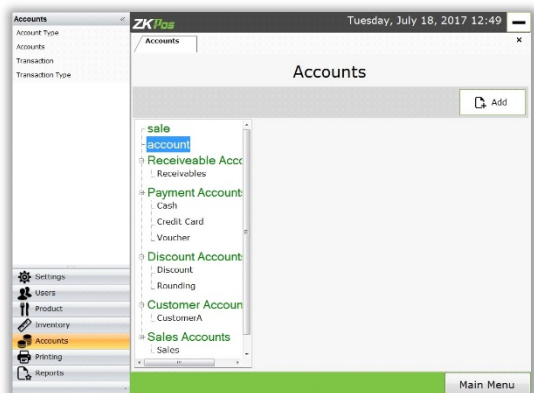 Accounts
Account Type
Accounts
Transaction
Transaction Type
Settings
Users
Product
Inventory
Accounts
Printing
Reports
ZKPos
Tuesday, July 18, 2017 12:49
Accounts
Accounts
Add
sale
account
Receiveable Acco
Receivables
Payment Account
Cash
Credit Card
Voucher
Discount Account
Discount
Rounding
Customer Accoun
CustomerA
Sales Accounts
Sales
Main Menu